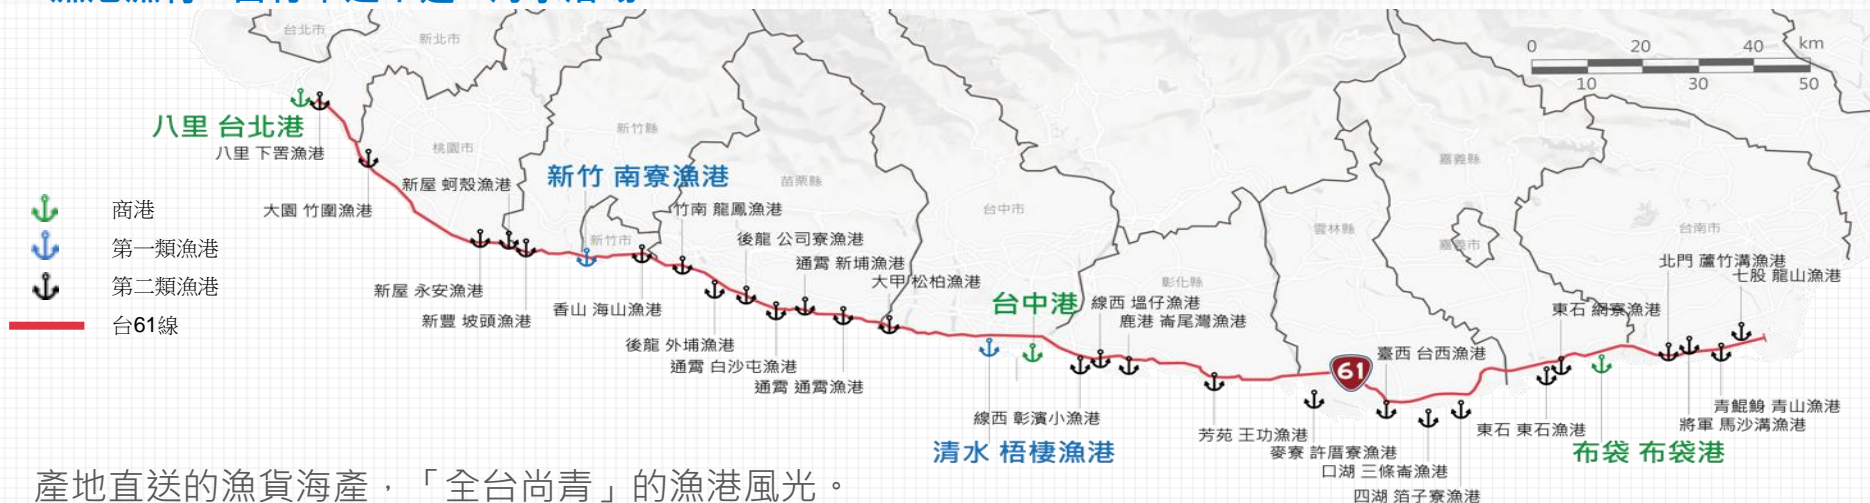 台北市
新北市
0 20 40 km
10 30 50
八里 台北港
八里 下罟漁港
桃園市
新竹縣
新屋 蚵殼漁港
新竹 南寮漁港
苗栗縣
嘉義縣
大園 竹圍漁港
竹南 龍鳳漁港
台中市
雲林縣
台南市
商港
第一類漁港
第二類漁港
台61線
新竹市
後龍 公司寮漁港
嘉義市
通霄 新埔漁港
大甲 松柏漁港
彰化縣
北門 蘆竹溝漁港
七股 龍山漁港
新屋 永安漁港
新豐 坡頭漁港
香山 海山漁港
台中港
線西 塭仔漁港
鹿港 崙尾灣漁港
東石 網寮漁港
後龍 外埔漁港
通霄 白沙屯漁港
通霄 通霄漁港
臺西 台西漁港
61
線西 彰濱小漁港
清水 梧棲漁港
芳苑 王功漁港
麥寮 許厝寮漁港
口湖 三條崙漁港
四湖 箔子寮漁港
東石 東石漁港
布袋 布袋港
青鯤鯓 青山漁港
將軍 馬沙溝漁港
產地直送的漁貨海產，「全台尚青」的漁港風光。